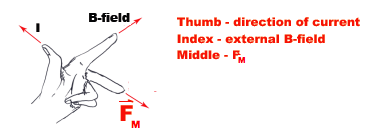 I
B-field
F M
Thumb - direction of current
Index - external B-field
Middle - F M